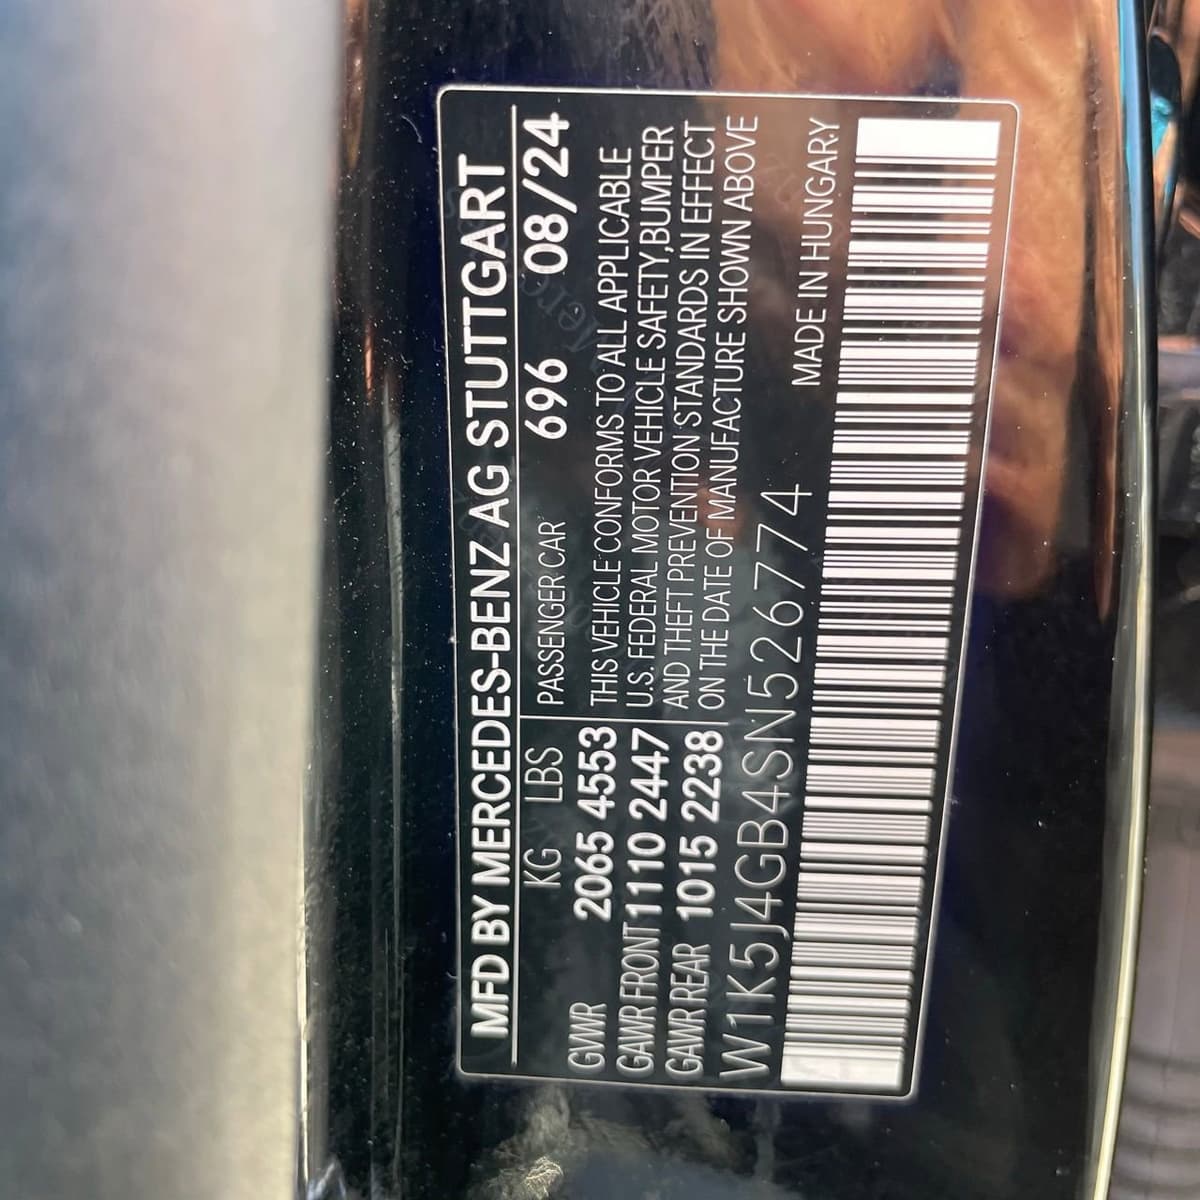 MFD BY MERCEDES-BENZ AG STUTTGART
KG LBS PASSENGER CAR 696 08/24
GVWR 2065 4553 THIS VEHICLE CONFORMS TO ALL APPLICABLE
GAWR FRONT 1110 2447 U.S. FEDERAL MOTOR VEHICLE SAFETY,BUMPER
GAWR REAR 1015 2238 AND THEFT PREVENTION STANDARDS IN EFFECT
ON THE DATE OF MANUFACTURE SHOWN ABOVE
W1K5J4GB4SN526774 MADE IN HUNGARY